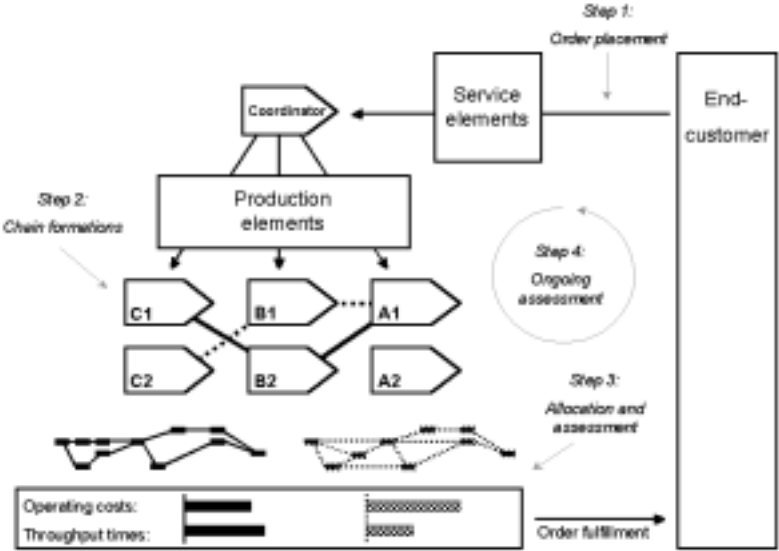 Step 1:
Order placement
Service
elements
End-
customer
Coordinator
Production
elements
Step 2:
Chain formations
Step 4:
Ongoing
assessment
C1
B1
A1
C2
B2
A2
Step 3:
Allocation and
assessment
Operating costs:
Throughput times:
Order fulfillment